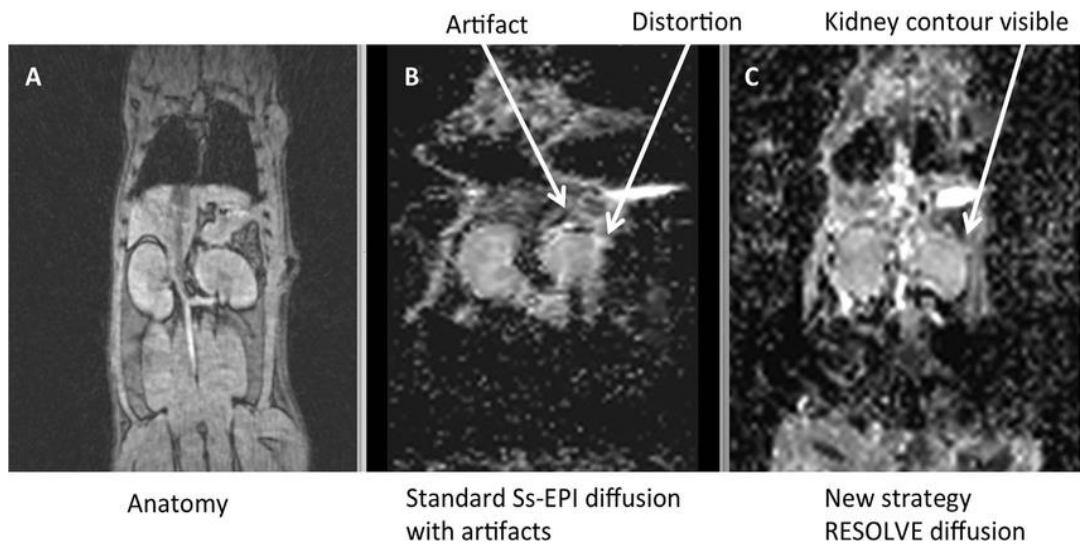 Artifact
Distortion
Kidney contour visible
A
B
C
Anatomy
Standard Ss-EPI diffusion
with artifacts
New strategy
RESOLVE diffusion